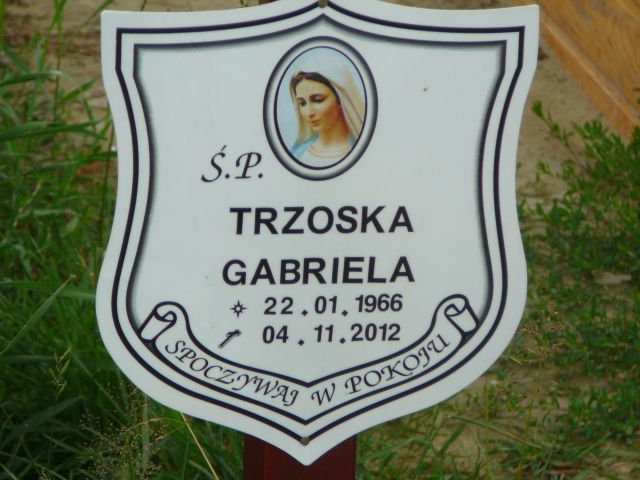 Ś.P.
TRZOSKA
GABRIELA
22.01.1966
04.11.2012
SPOCZYWAJ W POKOJU